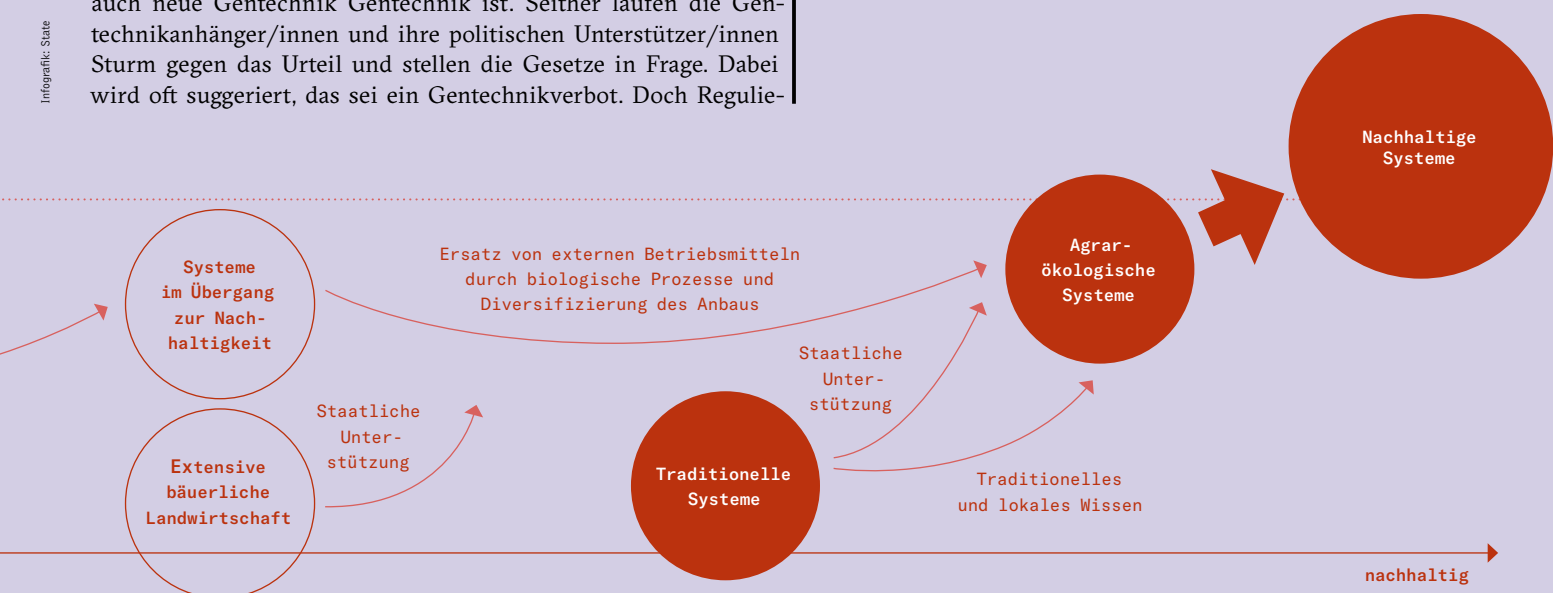 auch neue Gentechnik Gentechnik ist. Seither laufen die Gen-
technikanhänger/innen und ihre politischen Unterstützer/innen
Sturm gegen das Urteil und stellen die Gesetze in Frage. Dabei
wird oft suggeriert, das sei ein Gentechnikverbot. Doch Regulie-
Infografik: State
Nachhaltige
Systeme
Agrar-
ökologische
Systeme
Ersatz von externen Betriebsmitteln
durch biologische Prozesse und
Diversifizierung des Anbaus
Systeme
im Übergang
zur Nach-
haltigkeit
Staatliche
Unter-
stützung
Staatliche
Unter-
stützung
Extensive
bäuerliche
Landwirtschaft
Traditionelle
Systeme
Traditionelles
und lokales Wissen
nachhaltig